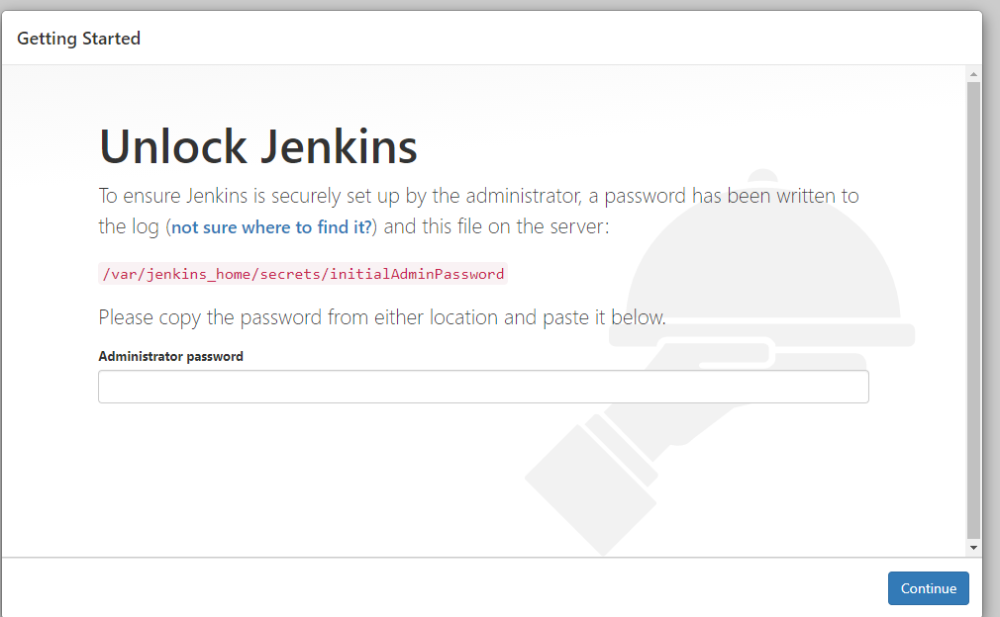 Getting Started
Unlock Jenkins
To ensure Jenkins is securely set up by the administrator, a password has been written to
the log (not sure where to find it?) and this file on the server:
/var/jenkins_home/secrets/initialAdminPassword
Please copy the password from either location and paste it below.
Administrator password
Continue